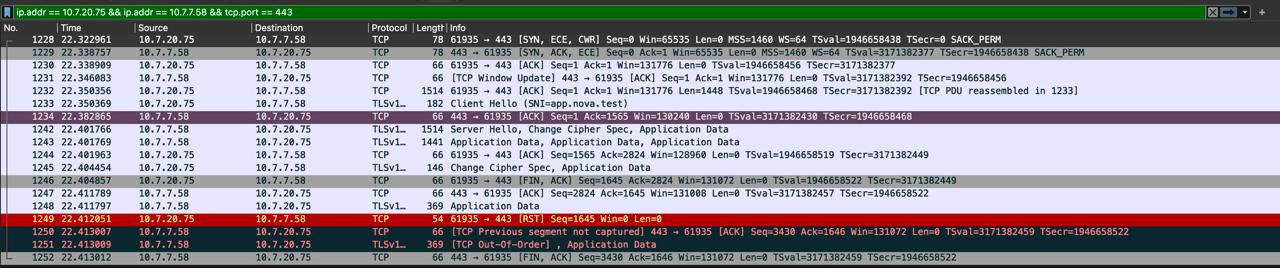 ip.addr == 10.7.20.75 && ip.addr == 10.7.7.58 && tcp.port == 443
No. Time Source Destination Protocol Length Info
1228 22.322961 10.7.20.75 10.7.7.58 TCP 78 61935 → 443 [SYN, ECE, CWR] Seq=0 Win=65535 Len=0 MSS=1460 WS=64 TSval=1946658438 TSecr=0 SACK_PERM
1229 22.338757 10.7.7.58 10.7.20.75 TCP 78 443 → 61935 [SYN, ACK, ECE] Seq=0 Ack=1 Win=65535 Len=0 MSS=1460 WS=64 TSval=3171382377 TSecr=1946658438 SACK_PERM
1230 22.338909 10.7.20.75 10.7.7.58 TCP 66 61935 → 443 [ACK] Seq=1 Ack=1 Win=131776 Len=0 TSval=1946658456 TSecr=3171382377
1231 22.346083 10.7.7.58 10.7.20.75 TCP 66 [TCP Window Update] 443 → 61935 [ACK] Seq=1 Ack=1 Win=131776 Len=0 TSval=3171382392 TSecr=1946658456
1232 22.350356 10.7.20.75 10.7.7.58 TCP 1514 61935 → 443 [ACK] Seq=1 Ack=1 Win=131776 Len=1448 TSval=1946658468 TSecr=3171382392 [TCP PDU reassembled in 1233]
1233 22.350369 10.7.20.75 10.7.7.58 TLSv1… 182 Client Hello (SNI=app.nova.test)
1234 22.382865 10.7.7.58 10.7.20.75 TCP 66 443 → 61935 [ACK] Seq=1 Ack=1565 Win=130240 Len=0 TSval=3171382430 TSecr=1946658468
1242 22.401766 10.7.7.58 10.7.20.75 TLSv1… 1514 Server Hello, Change Cipher Spec, Application Data
1243 22.401769 10.7.7.58 10.7.20.75 TLSv1… 1441 Application Data, Application Data, Application Data
1244 22.401963 10.7.20.75 10.7.7.58 TCP 66 61935 → 443 [ACK] Seq=1565 Ack=2824 Win=128960 Len=0 TSval=1946658519 TSecr=3171382449
1245 22.404454 10.7.20.75 10.7.7.58 TLSv1… 146 Change Cipher Spec, Application Data
1246 22.404857 10.7.20.75 10.7.7.58 TCP 66 61935 → 443 [FIN, ACK] Seq=1645 Ack=2824 Win=131072 Len=0 TSval=1946658522 TSecr=3171382449
1247 22.411789 10.7.7.58 10.7.20.75 TCP 66 443 → 61935 [ACK] Seq=2824 Ack=1645 Win=131008 Len=0 TSval=3171382457 TSecr=1946658522
1248 22.411797 10.7.7.58 10.7.20.75 TLSv1… 369 Application Data
1249 22.412051 10.7.20.75 10.7.7.58 TCP 54 61935 → 443 [RST] Seq=1645 Win=0 Len=0
1250 22.413007 10.7.7.58 10.7.20.75 TCP 66 [TCP Previous segment not captured] 443 → 61935 [ACK] Seq=3430 Ack=1646 Win=131072 Len=0 TSval=3171382459 TSecr=1946658522
1251 22.413009 10.7.7.58 10.7.20.75 TLSv1… 369 [TCP Out-Of-Order] , Application Data
1252 22.413012 10.7.7.58 10.7.20.75 TCP 66 443 → 61935 [FIN, ACK] Seq=3430 Ack=1646 Win=131072 Len=0 TSval=3171382459 TSecr=1946658522